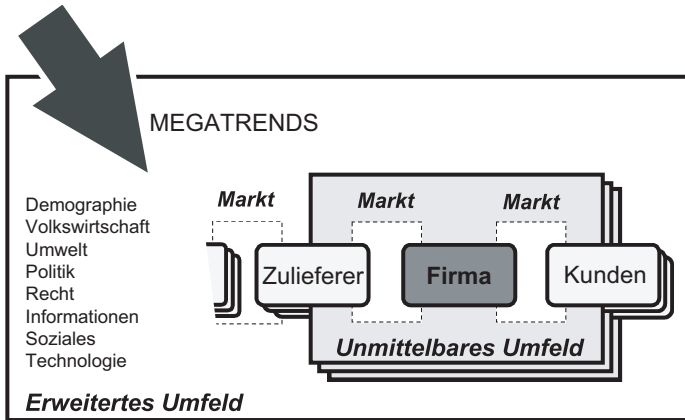 MEGATRENDS
Demographie
Volkswirtschaft
Umwelt
Politik
Recht
Informationen
Soziales
Technologie
Markt
Markt
Markt
Zulieferer
Firma
Kunden
Unmittelbares Umfeld
Erweitertes Umfeld